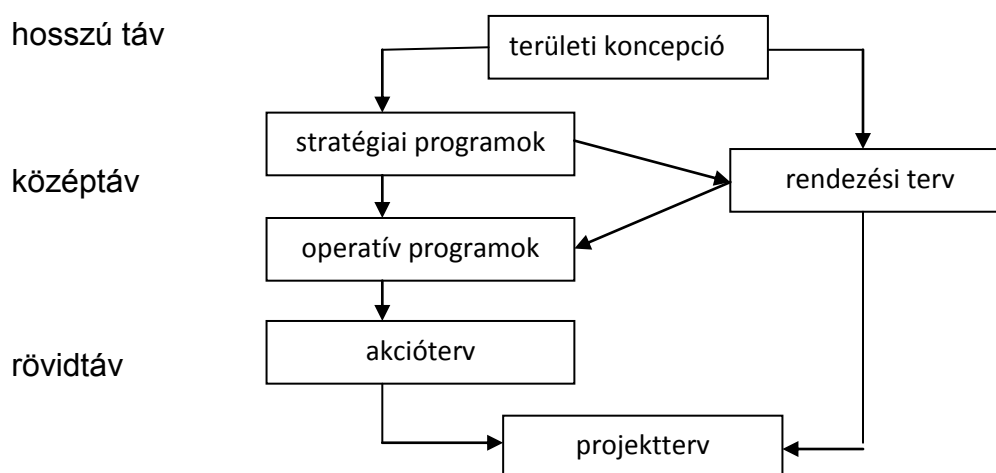 hosszú táv
területi koncepció
stratégiai programok
középtáv
rendezési terv
operatív programok
akcióterv
rövidtáv
projektterv